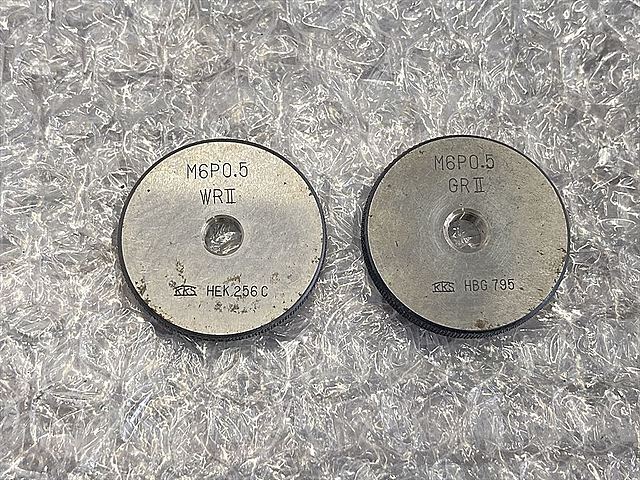 M6P0.5
WRⅡ
KKS HEK 256 C
M6P0.5
GRⅡ
KKS HBG 795